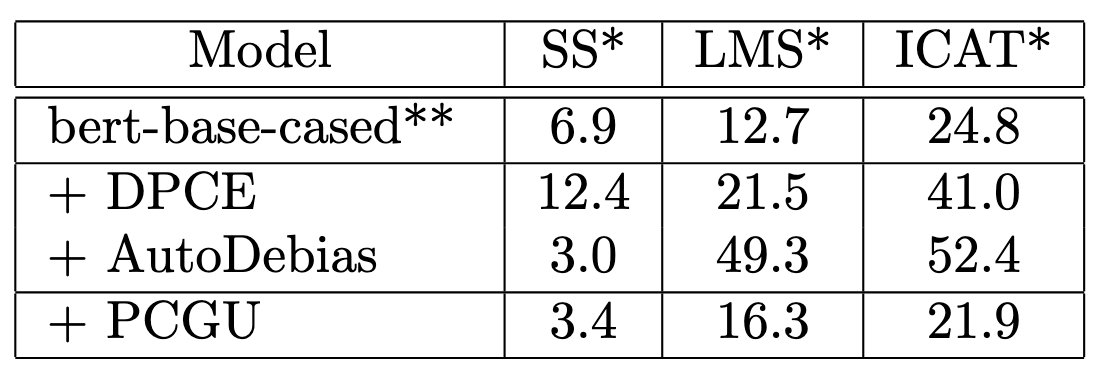 Model SS* LMS* ICAT*
bert-base-cased** 6.9 12.7 24.8
+ DPCE 12.4 21.5 41.0
+ AutoDebias 3.0 49.3 52.4
+ PCGU 3.4 16.3 21.9